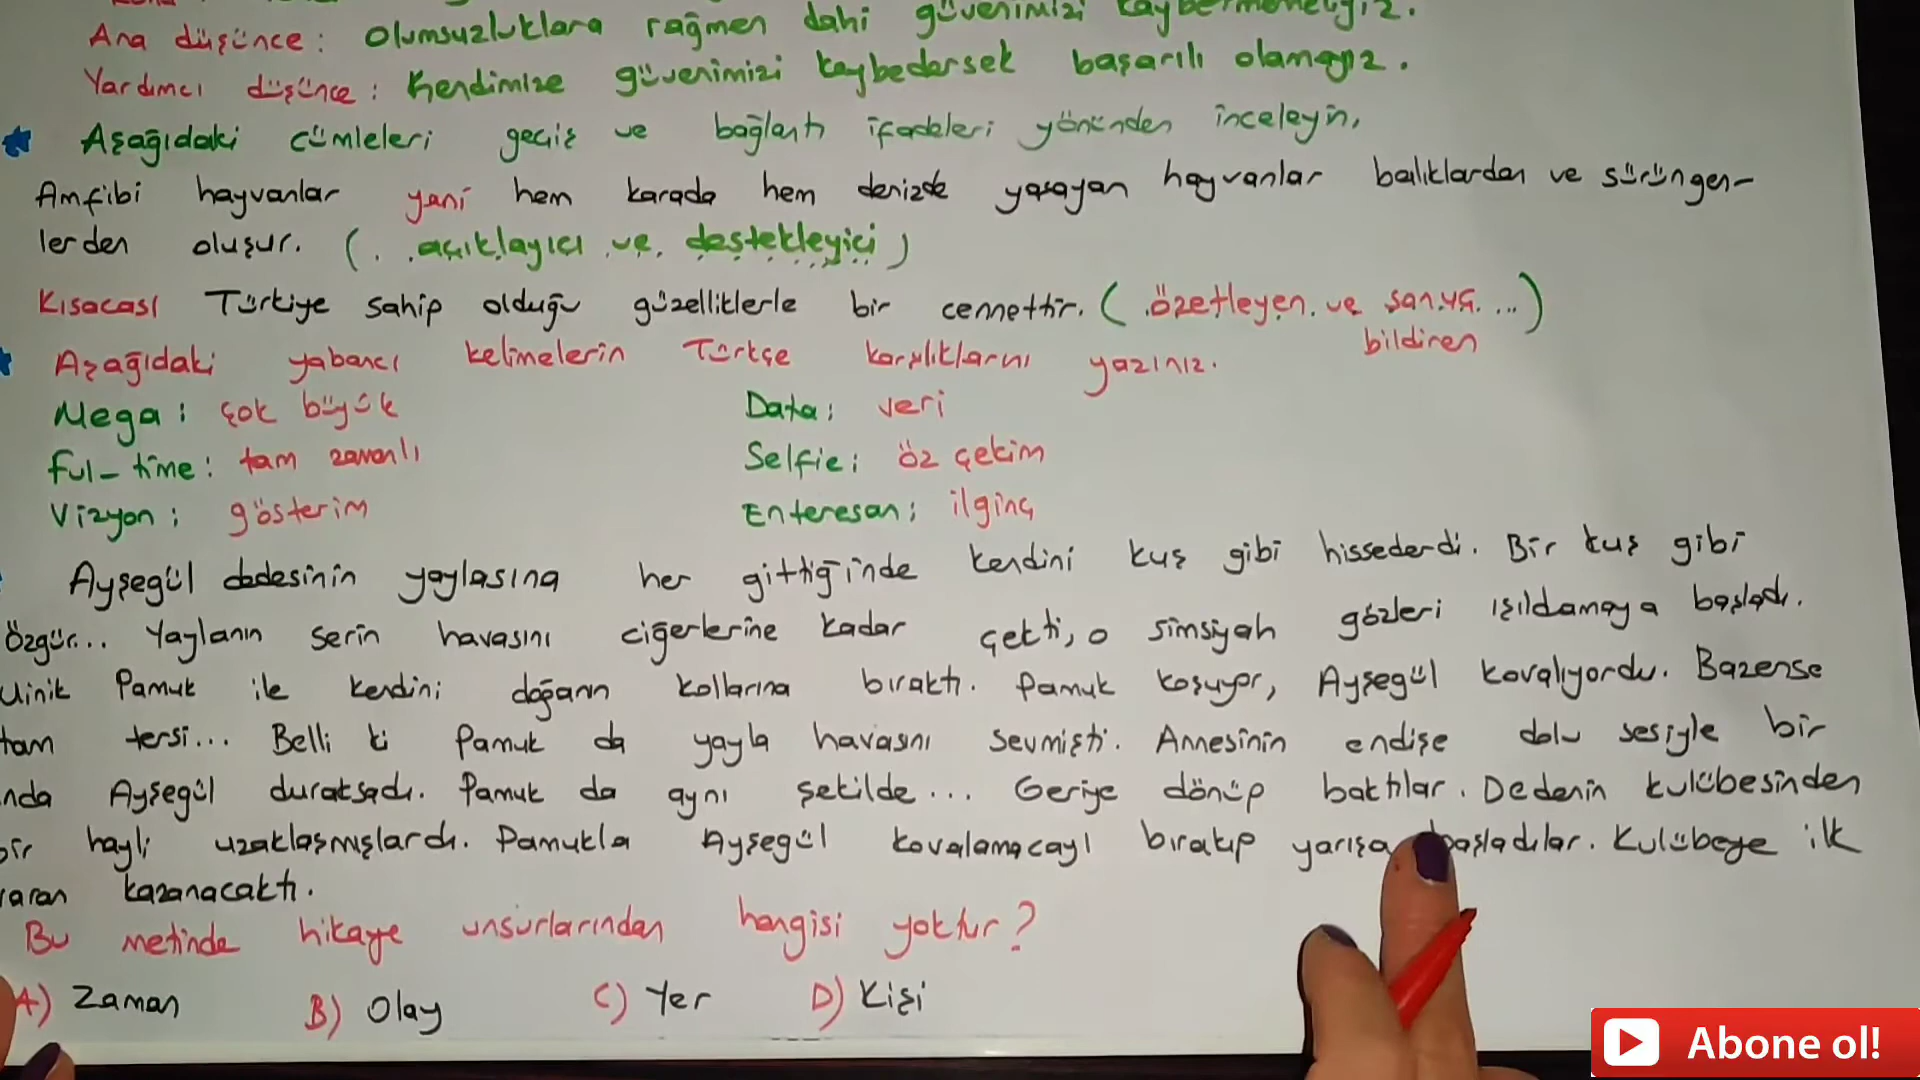 güvenimizi kaybetmemeliyiz.
Ana düşünce: Olumsuzluklara rağmen dahi
Yardımcı düşünce: Kendimize güvenimizi kaybedersek başarılı olamayız.
Aşağıdaki cümleleri geçiş ve bağlantı ifadeleri yönünden inceleyin,
Amfibi hayvanlar yani hem karada hem denizde yaşayan hayvanlar balıklardan ve sürüngen-
lerden oluşur. (..açıklayıcı.ve.destekleyici)
Kısacası Türkiye sahip olduğu güzelliklerle bir cennettir. (.özetleyen.ve sonuç...)
bildiren
Aşağıdaki yabancı kelimelerin Türkçe karşılıklarını yazınız.
Mega: çok büyük Data: veri
Ful-time: tam zamanlı Selfie: öz çekim
Vizyon: gösterim Enteresan: ilginç
Ayşegül dedesinin yaylasına her gittiğinde kendini kuş gibi hissederdi. Bir kuş gibi
özgür... Yaylanın serin havasını ciğerlerine kadar çekti, o simsiyah gözleri ışıldamaya başladı.
Pamuk ile kendini doğanın kollarına bıraktı. Pamuk koşuyor, Ayşegül kovalıyordu. Bazense
tam tersi... Belli ki Pamuk da yayla havasını sevmişti. Annesinin endişe dolu sesiyle bir
nda Ayşegül duraksadı. Pamuk da aynı şekilde... Geriye dönüp baktılar. Dedenin kulübesinden
bir hayli uzaklaşmışlardı. Pamukla Ayşegül kovalamacayı bırakıp yarışa başladılar. Kulübeye ilk
varan kazanacaktı.
Bu metinde hikaye unsurlarından hangisi yoktur?
A) Zaman B) Olay C) Yer D) Kişi
Abone ol!